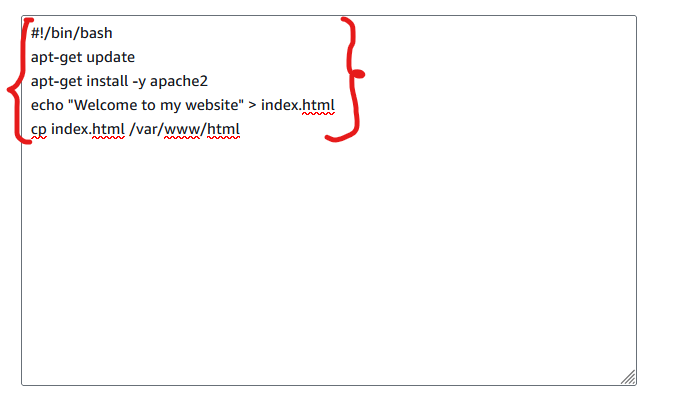 #!/bin/bash
apt-get update
apt-get install -y apache2
echo "Welcome to my website" > index.html
cp index.html /var/www/html